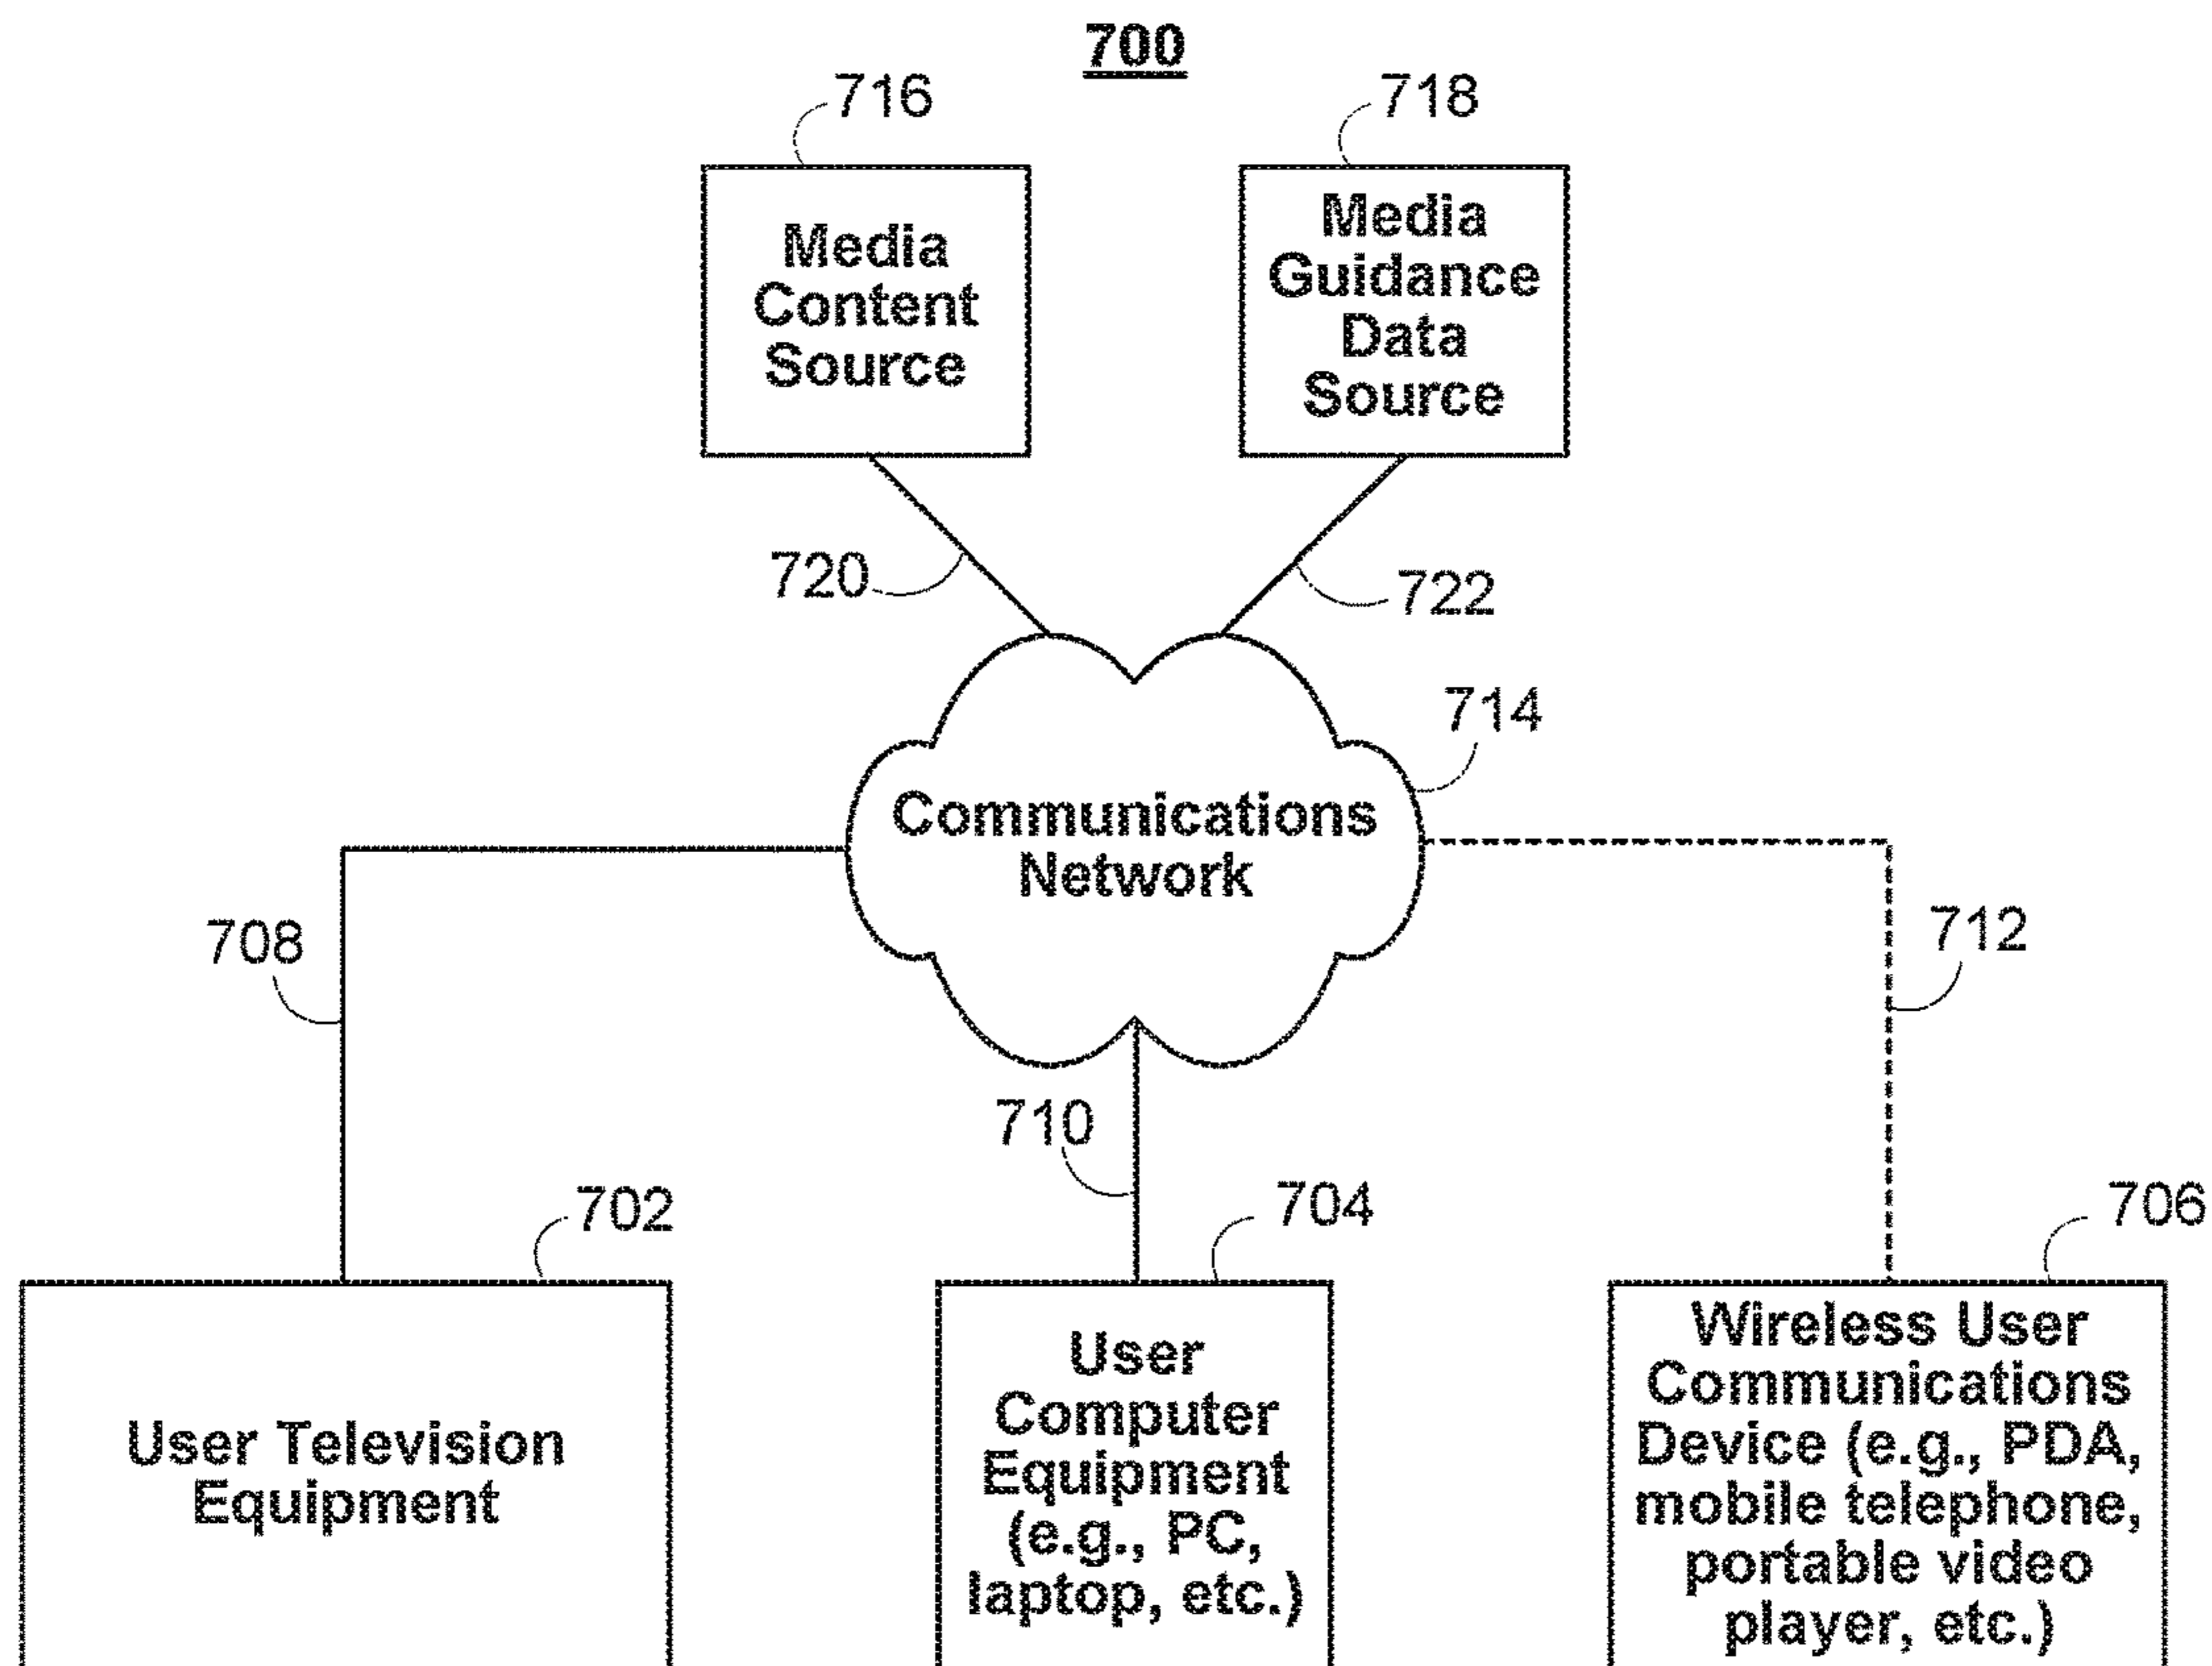 700
716
718
Media
Content
Source
Media
Guidance
Data
Source
720
722
714
Communications
Network
708
712
710
702
704
706
User Television
Equipment
User
Computer
Equipment
(e.g., PC,
laptop, etc.)
Wireless User
Communications
Device (e.g., PDA,
mobile telephone,
portable video
player, etc.)